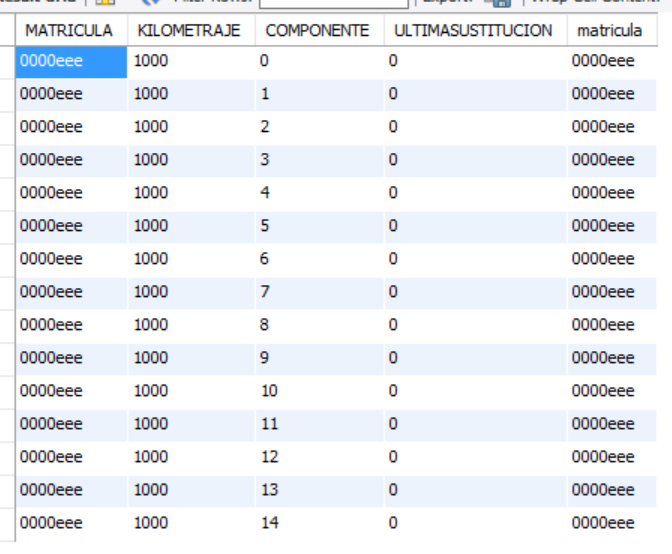 MATRICULA KILOMETRAJE COMPONENTE ULTIMASUSTITUCION matricula
0000eee 1000 0 0 0000eee
0000eee 1000 1 0 0000eee
0000eee 1000 2 0 0000eee
0000eee 1000 3 0 0000eee
0000eee 1000 4 0 0000eee
0000eee 1000 5 0 0000eee
0000eee 1000 6 0 0000eee
0000eee 1000 7 0 0000eee
0000eee 1000 8 0 0000eee
0000eee 1000 9 0 0000eee
0000eee 1000 10 0 0000eee
0000eee 1000 11 0 0000eee
0000eee 1000 12 0 0000eee
0000eee 1000 13 0 0000eee
0000eee 1000 14 0 0000eee